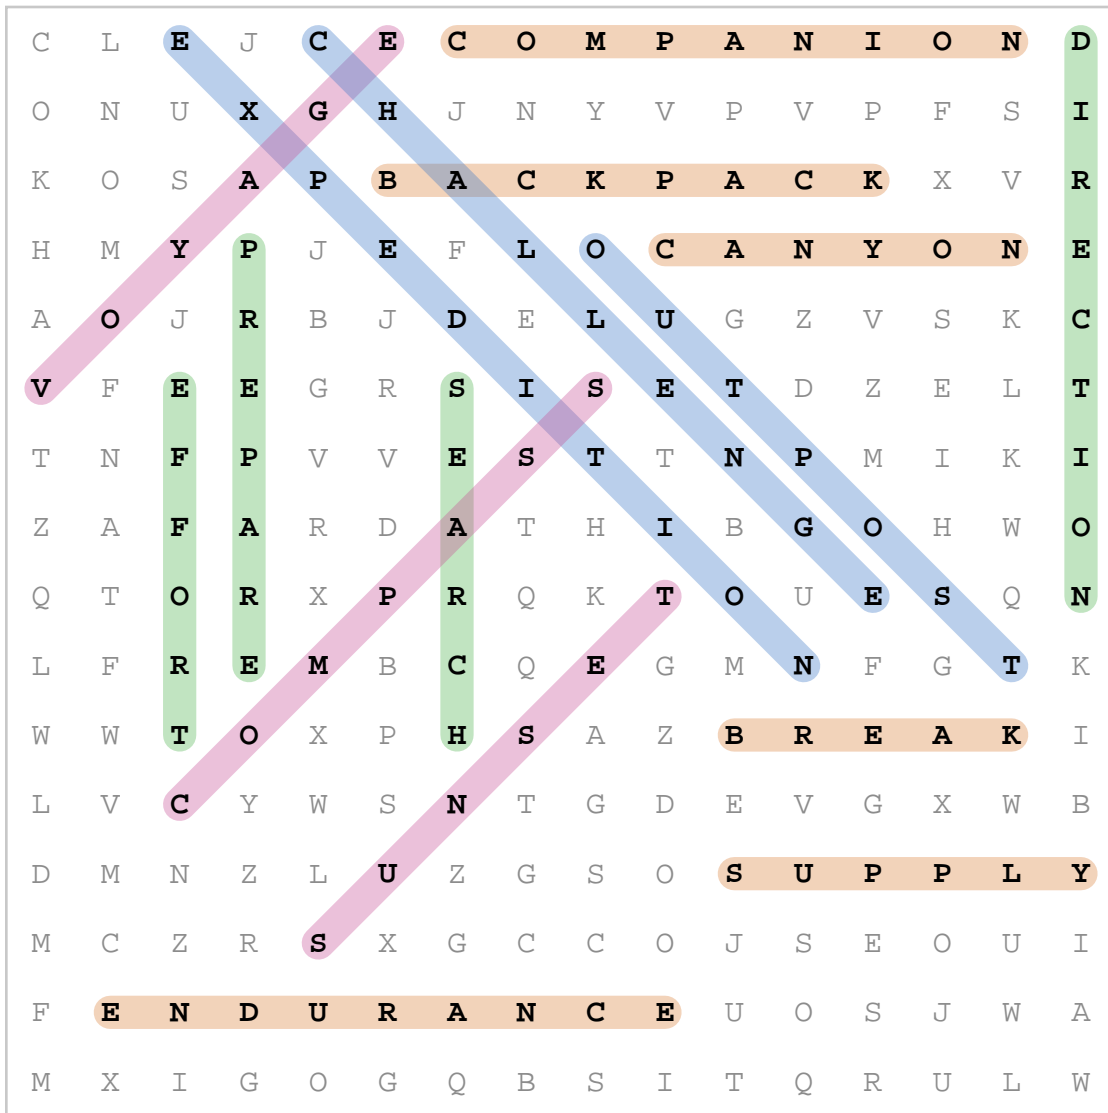 C L E J C E C O M P A N I O N D
O N U X G H J N Y V P V P F S I
K O S A P B A C K P A C K X V R
H M Y P J E F L O C A N Y O N E
A O J R B J D E L U G Z V S K C
V F E E G R S I S E T D Z E L T
T N F P V V E S T T N P M I K I
Z A F A R D A T H I B G O H W O
Q T O R X P R Q K T O U E S Q N
L F R E M B C Q E G M N F G T K
W W T O X P H S A Z B R E A K I
L V C Y W S N T G D E V G X W B
D M N Z L U Z G S O S U P P L Y
M C Z R S X G C C O J S E O U I
F E N D U R A N C E U O S J W A
M X I G O G Q B S I T Q R U L W